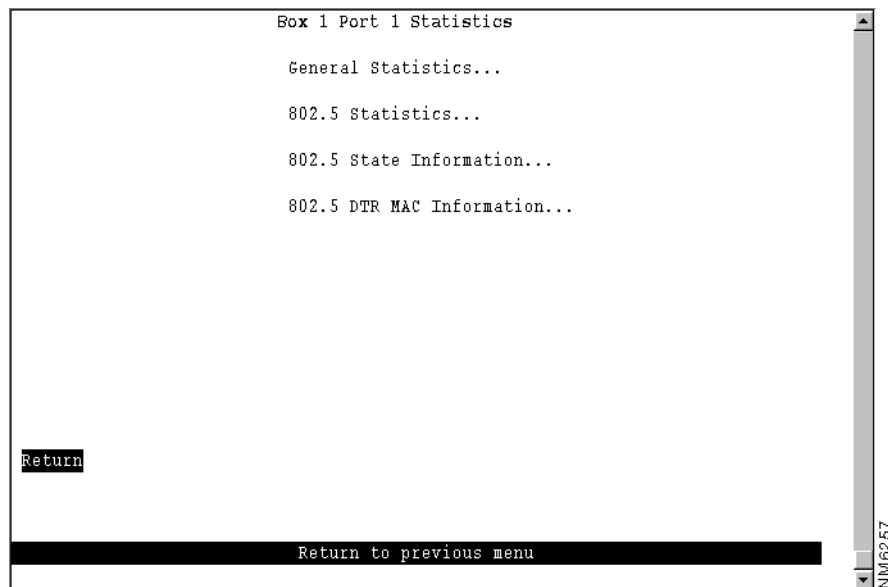 Box 1 Port 1 Statistics
General Statistics...
802.5 Statistics...
802.5 State Information...
802.5 DTR MAC Information...
Return
Return to previous menu
NM6257